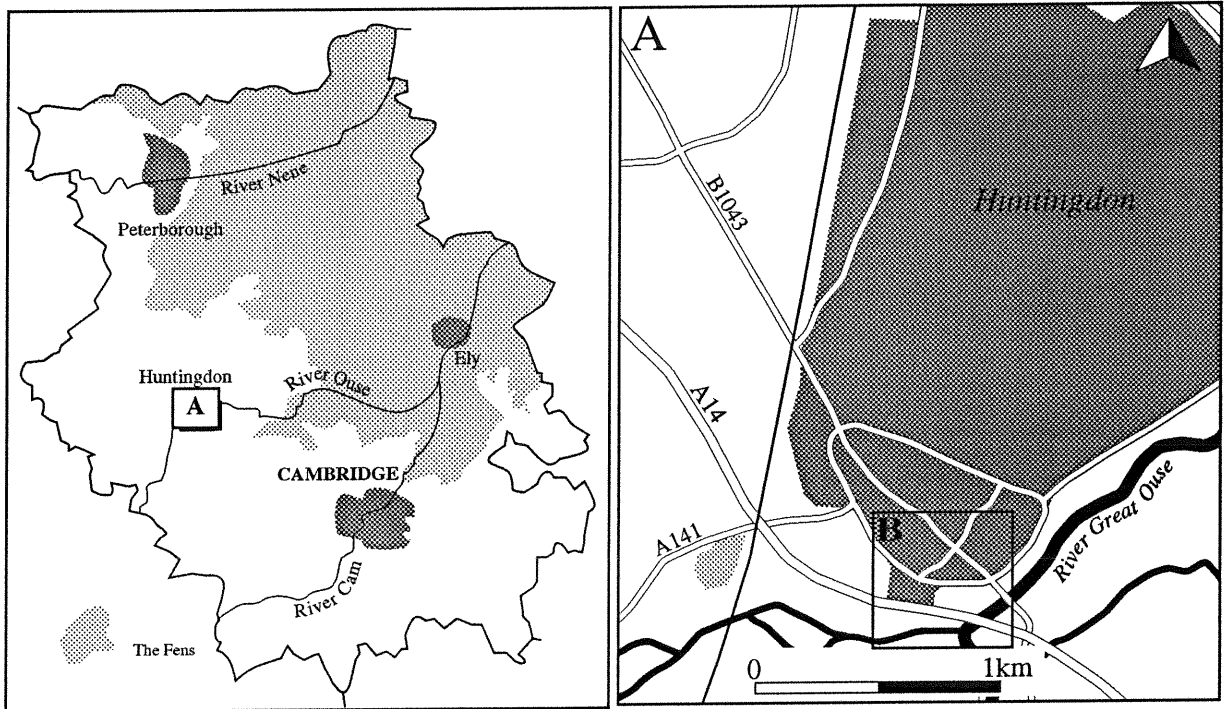 River Nene
Peterborough
Ely
Huntingdon
River Ouse
A
CAMBRIDGE
River Cam
The Fens
A
Huntingdon
B1043
A14
A141
B
River Great Ouse
0
1km